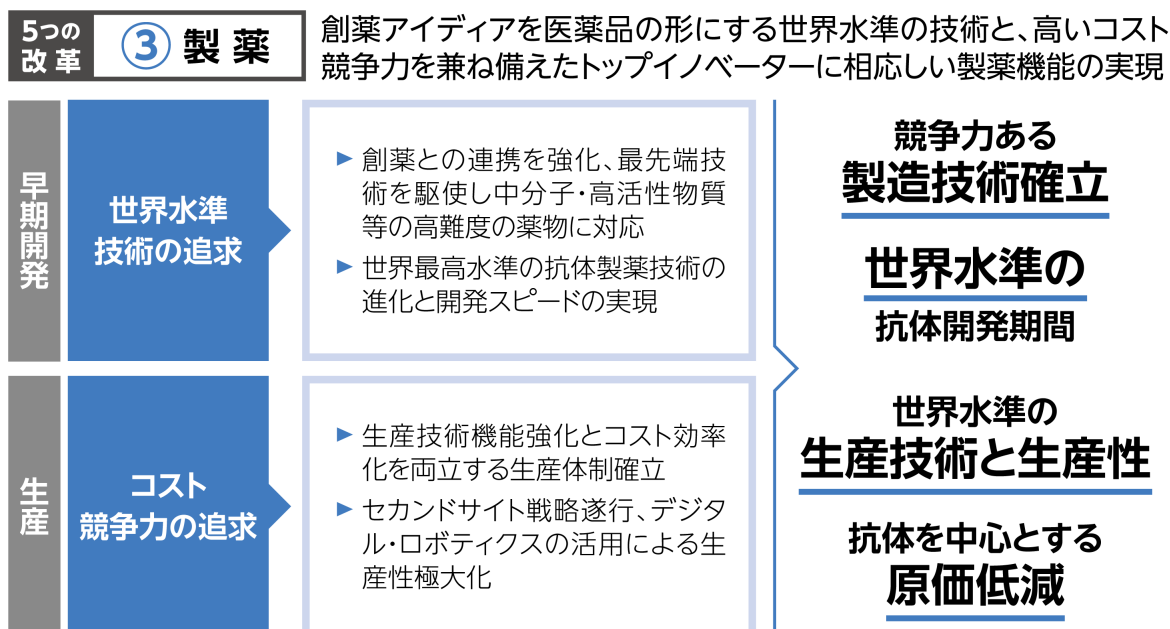 5つの
改革
③ 製薬
創薬アイディアを医薬品の形にする世界水準の技術と、高いコスト
競争力を兼ね備えたトップイノベーターに相応しい製薬機能の実現
早期開発
世界水準
技術の追求
▶ 創薬との連携を強化、最先端技
術を駆使し中分子・高活性物質
等の高難度の薬物に対応
▶ 世界最高水準の抗体製薬技術の
進化と開発スピードの実現
生産
コスト
競争力の追求
▶ 生産技術機能強化とコスト効率
化を両立する生産体制確立
▶ セカンドサイト戦略遂行、デジタ
ル・ロボティクスの活用による生
産性極大化
競争力ある
製造技術確立
世界水準の
抗体開発期間
世界水準の
生産技術と生産性
抗体を中心とする
原価低減